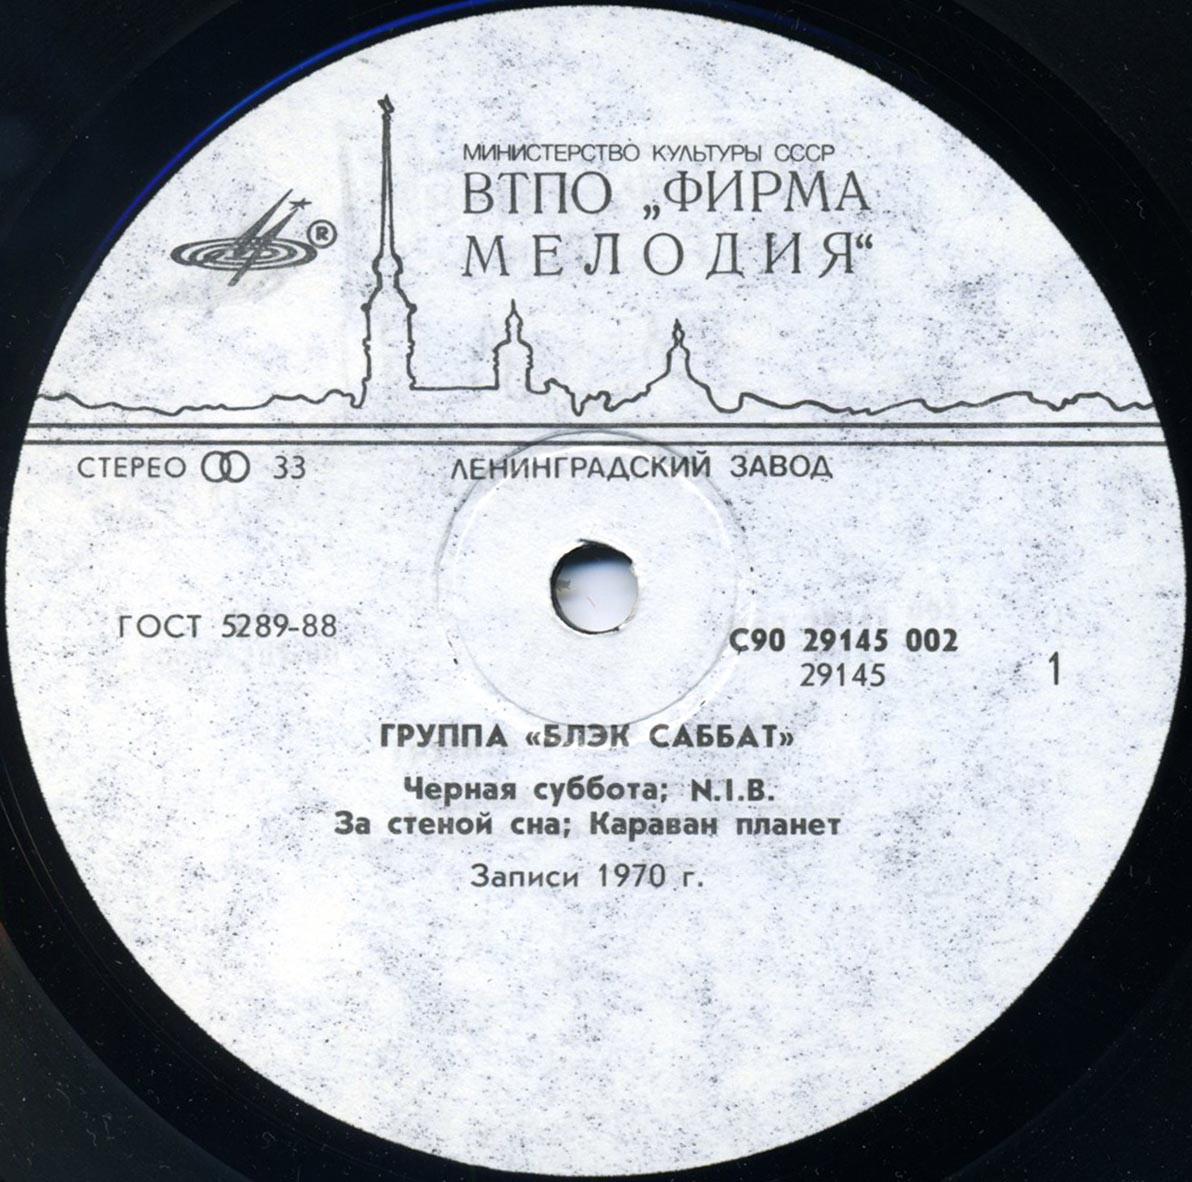 МИНИСТЕРСТВО КУЛЬТУРЫ СССР
ВТПО „ФИРМА
МЕЛОДИЯ“
®
СТЕРЕО 33
ЛЕНИНГРАДСКИЙ ЗАВОД
ГОСТ 5289-88
С90 29145 002
29145
1
ГРУППА «БЛЭК САББАТ»
Черная суббота; N.I.B.
За стеной сна; Караван планет
Записи 1970 г.